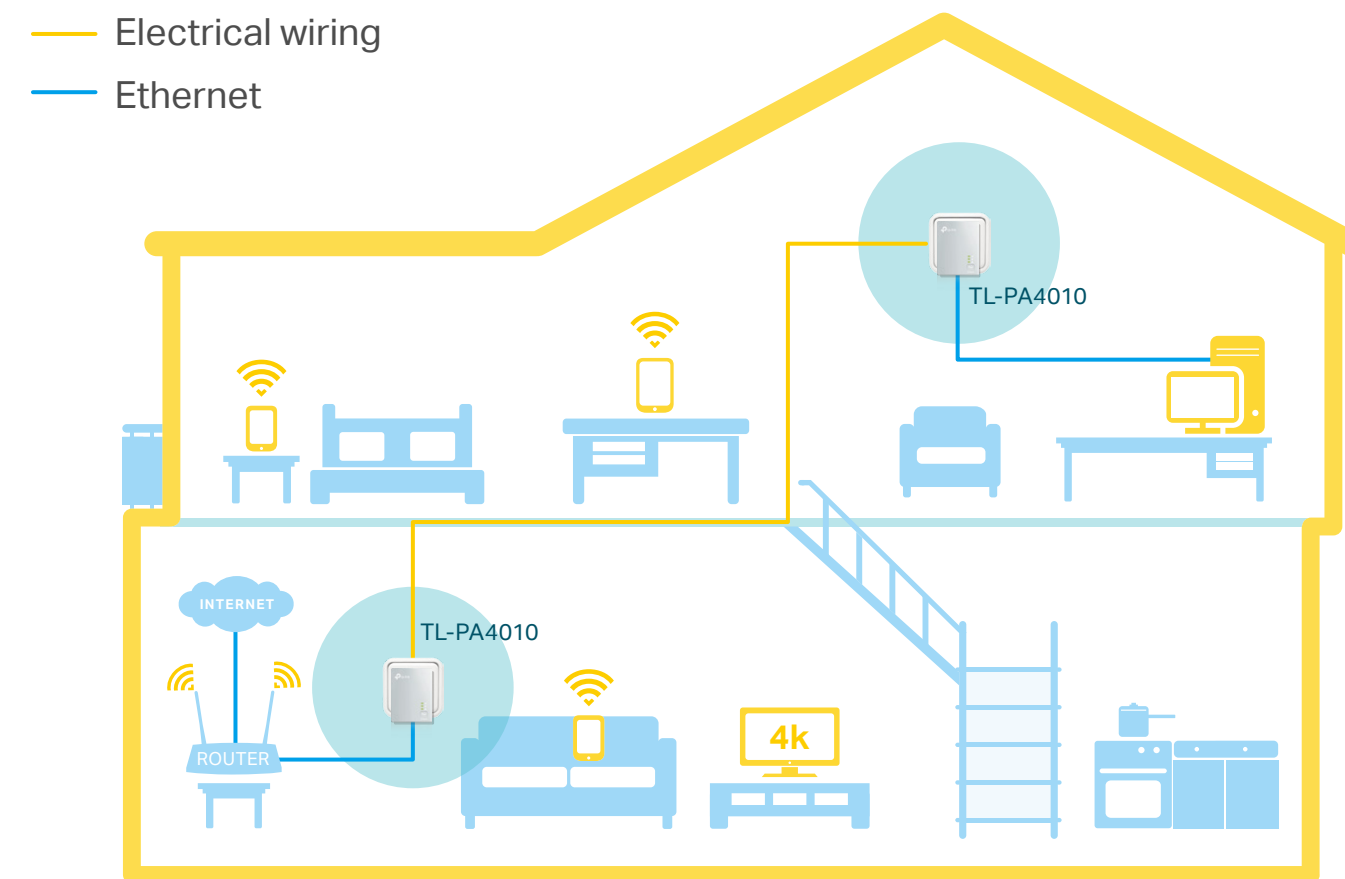 Electrical wiring
Ethernet
TL-PA4010
INTERNET
TL-PA4010
ROUTER
4k